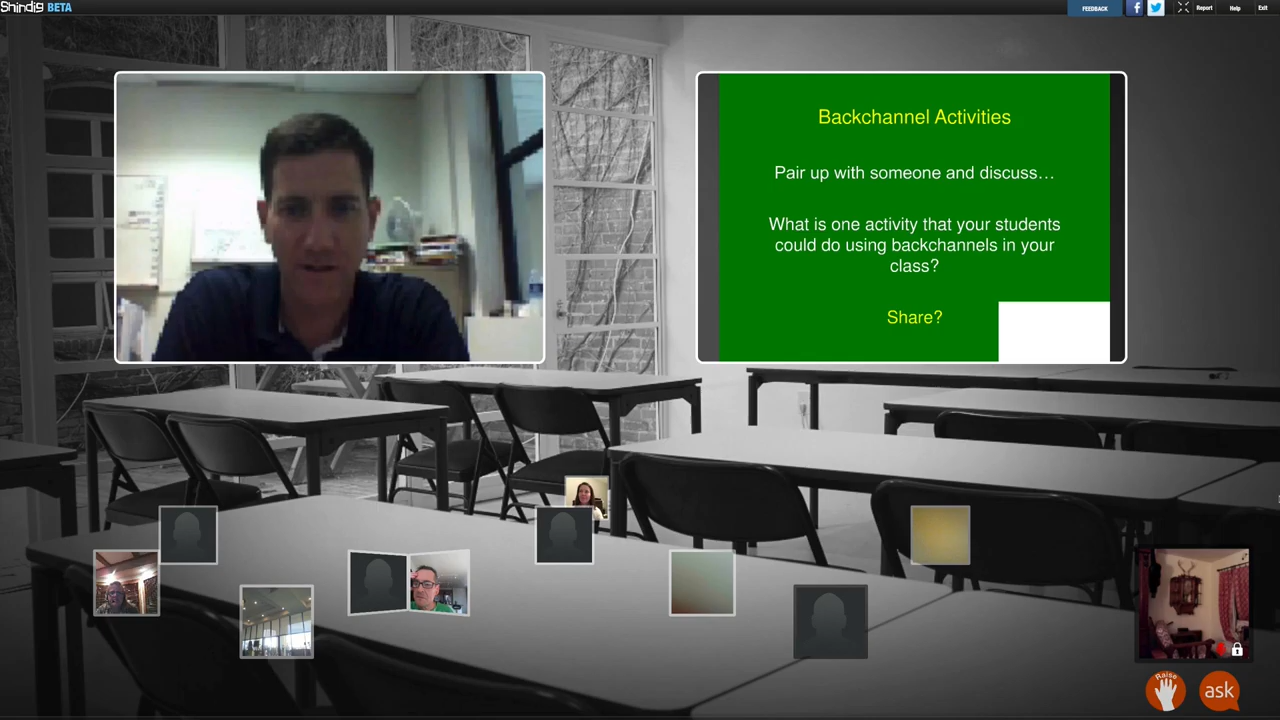 Shindig BETA
FEEDBACK
Report
Help
Exit
Backchannel Activities
Pair up with someone and discuss…
What is one activity that your students
could do using backchannels in your
class?
Share?
Raise
ask